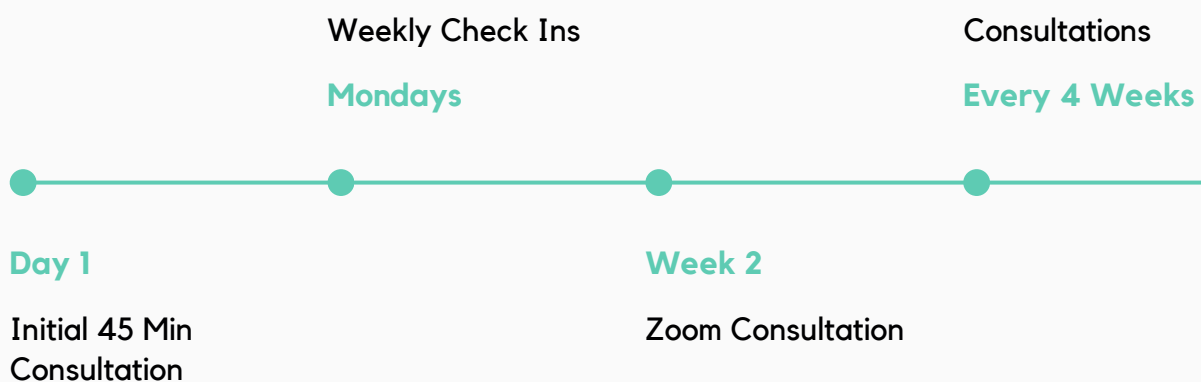 Weekly Check Ins
Mondays
Consultations
Every 4 Weeks
Day 1
Initial 45 Min
Consultation
Week 2
Zoom Consultation